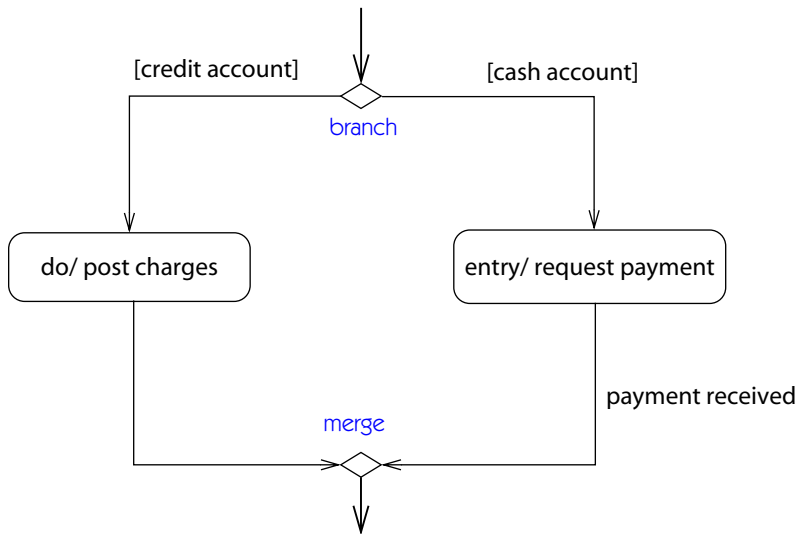 [credit account]
[cash account]
branch
do/ post charges
entry/ request payment
payment received
merge